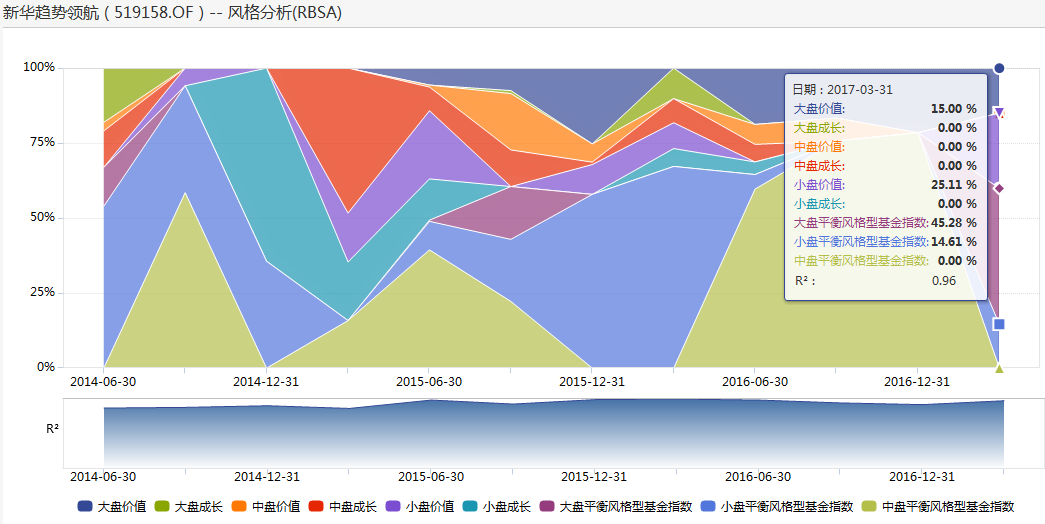 新华趋势领航（519158.OF）-- 风格分析(RBSA)
100%
75%
50%
25%
0%
日期：2017-03-31
大盘价值: 15.00 %
大盘成长: 0.00 %
中盘价值: 0.00 %
中盘成长: 0.00 %
小盘价值: 25.11 %
小盘成长: 0.00 %
大盘平衡风格型基金指数: 45.28 %
小盘平衡风格型基金指数: 14.61 %
中盘平衡风格型基金指数: 0.00 %
R²： 0.96
2014-06-30 2014-12-31 2015-06-30 2015-12-31 2016-06-30 2016-12-31
R²
2014-06-30 2014-12-31 2015-06-30 2015-12-31 2016-06-30 2016-12-31
大盘价值 大盘成长 中盘价值 中盘成长 小盘价值 小盘成长 大盘平衡风格型基金指数 小盘平衡风格型基金指数 中盘平衡风格型基金指数